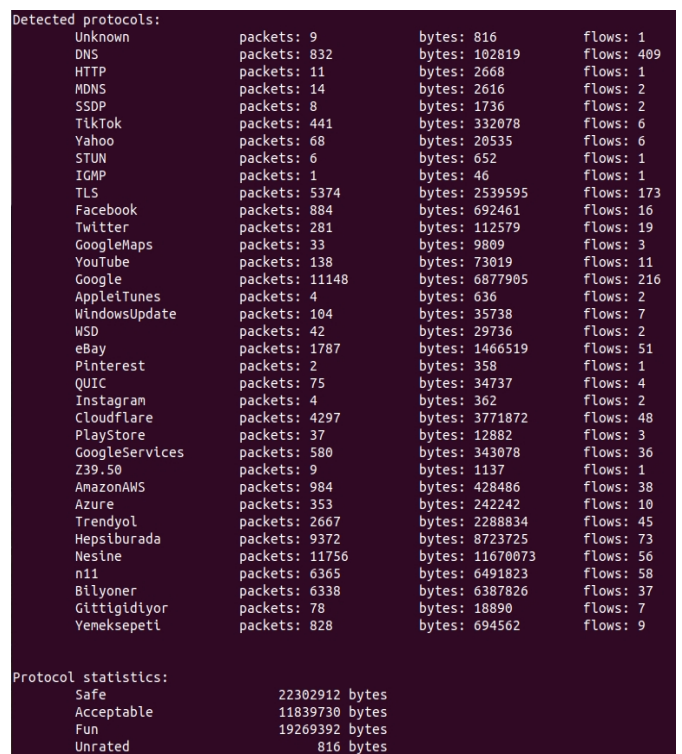 Detected protocols:
Unknown packets: 9 bytes: 816 flows: 1
DNS packets: 832 bytes: 102819 flows: 409
HTTP packets: 11 bytes: 2668 flows: 1
MDNS packets: 14 bytes: 2616 flows: 2
SSDP packets: 8 bytes: 1736 flows: 2
TikTok packets: 441 bytes: 332078 flows: 6
Yahoo packets: 68 bytes: 20535 flows: 6
STUN packets: 6 bytes: 652 flows: 1
IGMP packets: 1 bytes: 46 flows: 1
TLS packets: 5374 bytes: 2539595 flows: 173
Facebook packets: 884 bytes: 692461 flows: 16
Twitter packets: 281 bytes: 112579 flows: 19
GoogleMaps packets: 33 bytes: 9809 flows: 3
YouTube packets: 138 bytes: 73019 flows: 11
Google packets: 11148 bytes: 6877905 flows: 216
AppleiTunes packets: 4 bytes: 636 flows: 2
WindowsUpdate packets: 104 bytes: 35738 flows: 7
WSD packets: 42 bytes: 29736 flows: 2
eBay packets: 1787 bytes: 1466519 flows: 51
Pinterest packets: 2 bytes: 358 flows: 1
QUIC packets: 75 bytes: 34737 flows: 4
Instagram packets: 4 bytes: 362 flows: 2
Cloudflare packets: 4297 bytes: 3771872 flows: 48
PlayStore packets: 37 bytes: 12882 flows: 3
GoogleServices packets: 580 bytes: 343078 flows: 36
Z39.50 packets: 9 bytes: 1137 flows: 1
AmazonAWS packets: 984 bytes: 428486 flows: 38
Azure packets: 353 bytes: 242242 flows: 10
Trendyol packets: 2667 bytes: 2288834 flows: 45
Hepsiburada packets: 9372 bytes: 8723725 flows: 73
Nesine packets: 11756 bytes: 11670073 flows: 56
n11 packets: 6365 bytes: 6491823 flows: 58
Bilyoner packets: 6338 bytes: 6387826 flows: 37
Gittigidiyor packets: 78 bytes: 18890 flows: 7
Yemeksepeti packets: 828 bytes: 694562 flows: 9
Protocol statistics:
Safe 22302912 bytes
Acceptable 11839730 bytes
Fun 19269392 bytes
Unrated 816 bytes